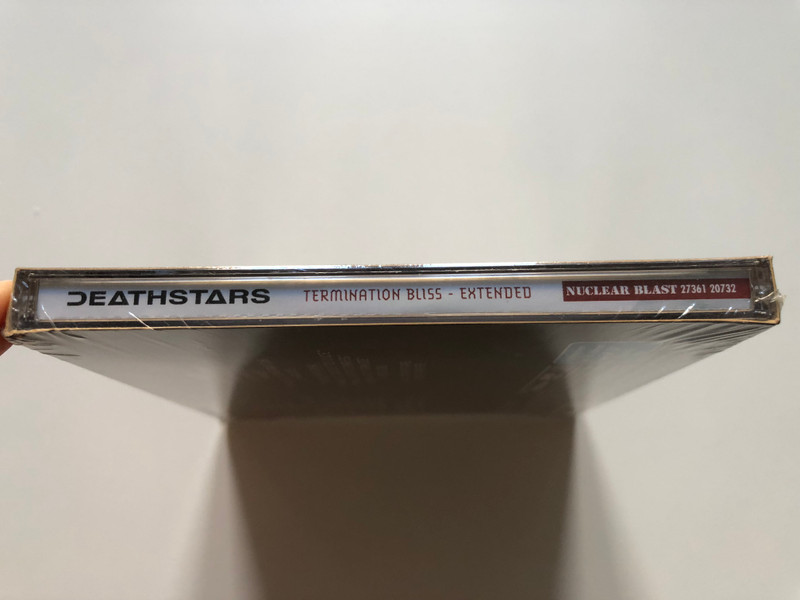 DEATHSTARS TERMINATION BLISS - EXTENDED NUCLEAR BLAST 27361 20732